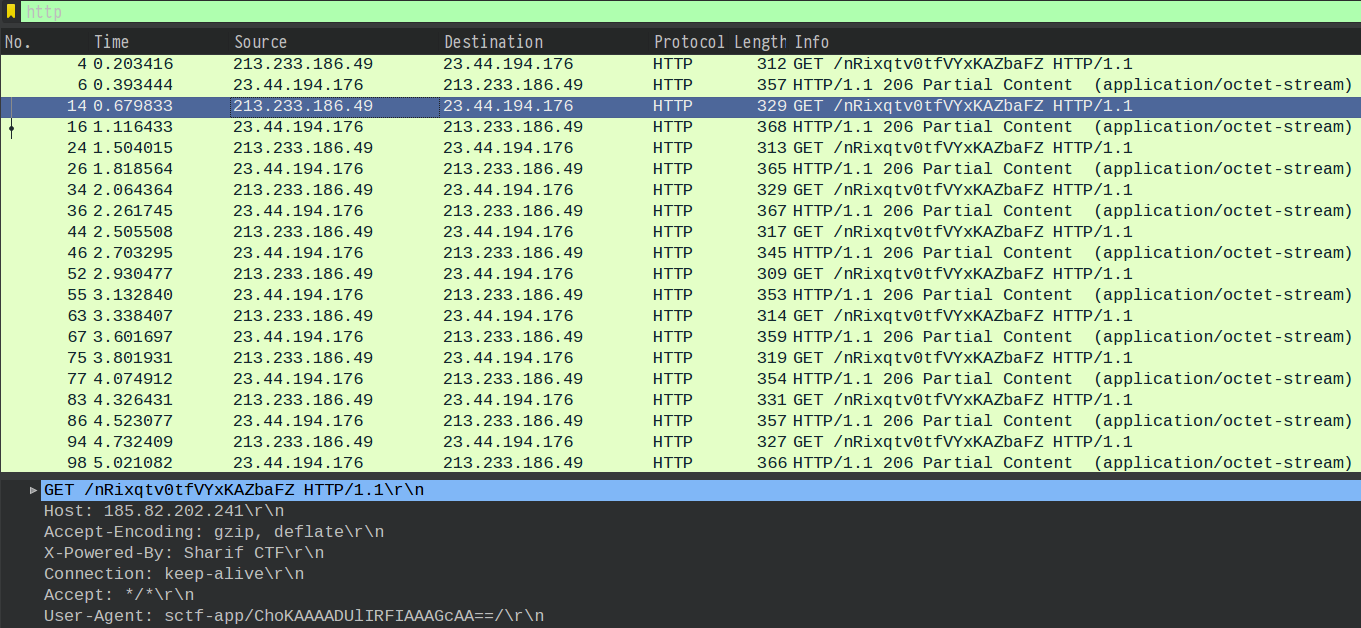 http
No. Time Source Destination Protocol Length Info
4 0.203416 213.233.186.49 23.44.194.176 HTTP 312 GET /nRixqtv0tfVYxKAZbaFZ HTTP/1.1
6 0.393444 23.44.194.176 213.233.186.49 HTTP 357 HTTP/1.1 206 Partial Content (application/octet-stream)
14 0.679833 213.233.186.49 23.44.194.176 HTTP 329 GET /nRixqtv0tfVYxKAZbaFZ HTTP/1.1
16 1.116433 23.44.194.176 213.233.186.49 HTTP 368 HTTP/1.1 206 Partial Content (application/octet-stream)
24 1.504015 213.233.186.49 23.44.194.176 HTTP 313 GET /nRixqtv0tfVYxKAZbaFZ HTTP/1.1
26 1.818564 23.44.194.176 213.233.186.49 HTTP 365 HTTP/1.1 206 Partial Content (application/octet-stream)
34 2.064364 213.233.186.49 23.44.194.176 HTTP 329 GET /nRixqtv0tfVYxKAZbaFZ HTTP/1.1
36 2.261745 23.44.194.176 213.233.186.49 HTTP 367 HTTP/1.1 206 Partial Content (application/octet-stream)
44 2.505508 213.233.186.49 23.44.194.176 HTTP 317 GET /nRixqtv0tfVYxKAZbaFZ HTTP/1.1
46 2.703295 23.44.194.176 213.233.186.49 HTTP 345 HTTP/1.1 206 Partial Content (application/octet-stream)
52 2.930477 213.233.186.49 23.44.194.176 HTTP 309 GET /nRixqtv0tfVYxKAZbaFZ HTTP/1.1
55 3.132840 23.44.194.176 213.233.186.49 HTTP 353 HTTP/1.1 206 Partial Content (application/octet-stream)
63 3.338407 213.233.186.49 23.44.194.176 HTTP 314 GET /nRixqtv0tfVYxKAZbaFZ HTTP/1.1
67 3.601697 23.44.194.176 213.233.186.49 HTTP 359 HTTP/1.1 206 Partial Content (application/octet-stream)
75 3.801931 213.233.186.49 23.44.194.176 HTTP 319 GET /nRixqtv0tfVYxKAZbaFZ HTTP/1.1
77 4.074912 23.44.194.176 213.233.186.49 HTTP 354 HTTP/1.1 206 Partial Content (application/octet-stream)
83 4.326431 213.233.186.49 23.44.194.176 HTTP 331 GET /nRixqtv0tfVYxKAZbaFZ HTTP/1.1
86 4.523077 23.44.194.176 213.233.186.49 HTTP 357 HTTP/1.1 206 Partial Content (application/octet-stream)
94 4.732409 213.233.186.49 23.44.194.176 HTTP 327 GET /nRixqtv0tfVYxKAZbaFZ HTTP/1.1
98 5.021082 23.44.194.176 213.233.186.49 HTTP 366 HTTP/1.1 206 Partial Content (application/octet-stream)
GET /nRixqtv0tfVYxKAZbaFZ HTTP/1.1\r\n
Host: 185.82.202.241\r\n
Accept-Encoding: gzip, deflate\r\n
X-Powered-By: Sharif CTF\r\n
Connection: keep-alive\r\n
Accept: */*\r\n
User-Agent: sctf-app/ChoKAAAADUlIRFIAAAGcAA==/\r\n